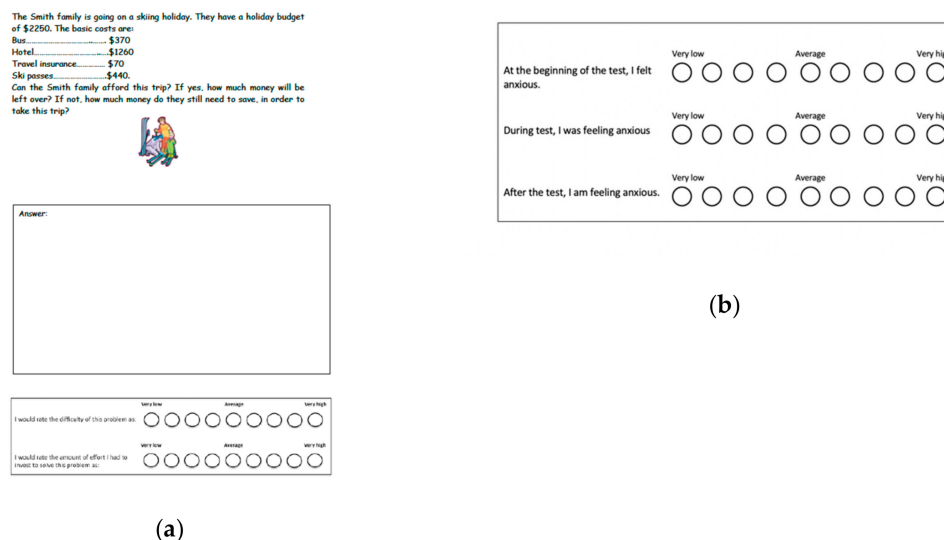 The Smith family is going on a skiing holiday. They have a holiday budget
of $2250. The basic costs are:
Bus............................................ $370
Hotel..........................................$1260
Travel insurance............. $70
Ski passes..........................$440.
Can the Smith family afford this trip? If yes, how much money will be
left over? If not, how much money do they still need to save, in order to
take this trip?
Answer:
Very low Average Very high
I would rate the difficulty of this problem as:
Very low Average Very high
I would rate the amount of effort I had to
invest to solve this problem as:
(a)
Very low Average Very hi
At the beginning of the test, I felt
anxious.
Very low Average Very hi
During test, I was feeling anxious
Very low Average Very hi
After the test, I am feeling anxious.
(b)